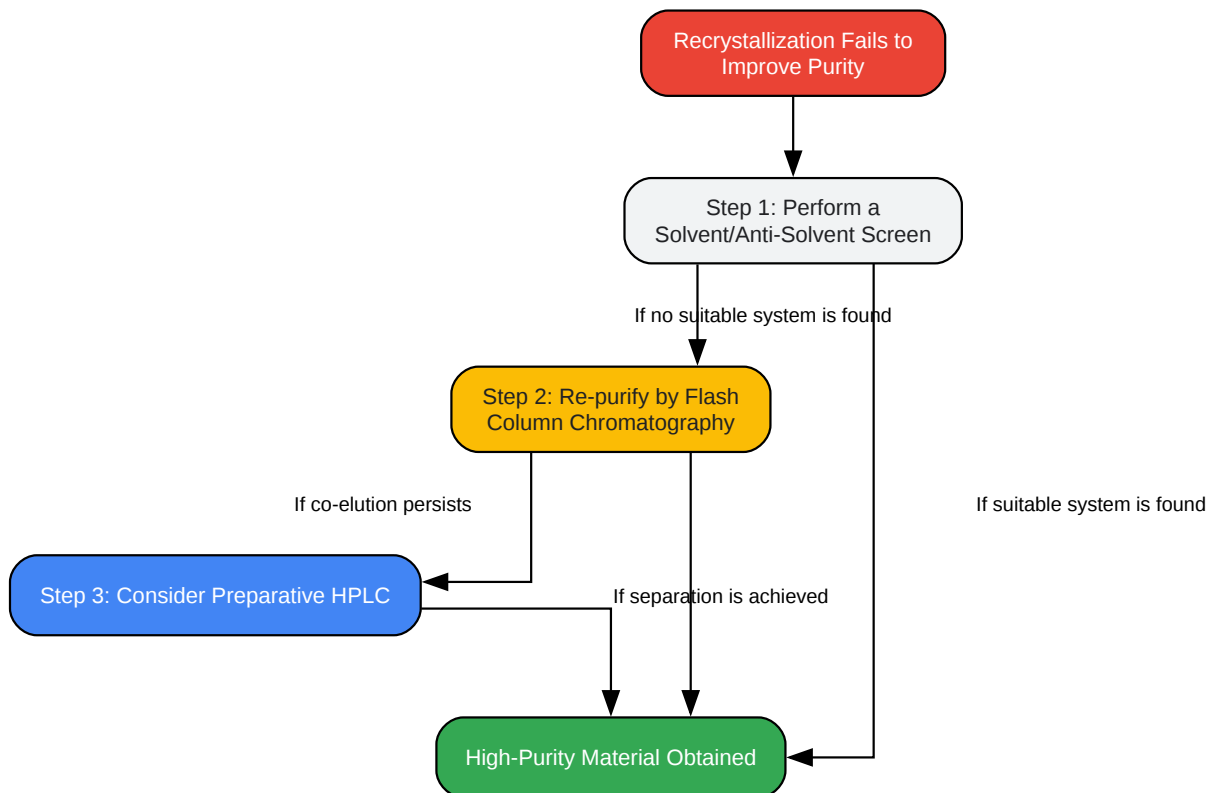 Recrystallization Fails to
Improve Purity
Step 1: Perform a
Solvent/Anti-Solvent Screen
If no suitable system is found
Step 2: Re-purify by Flash
Column Chromatography
If co-elution persists
If suitable system is found
Step 3: Consider Preparative HPLC
If separation is achieved
High-Purity Material Obtained